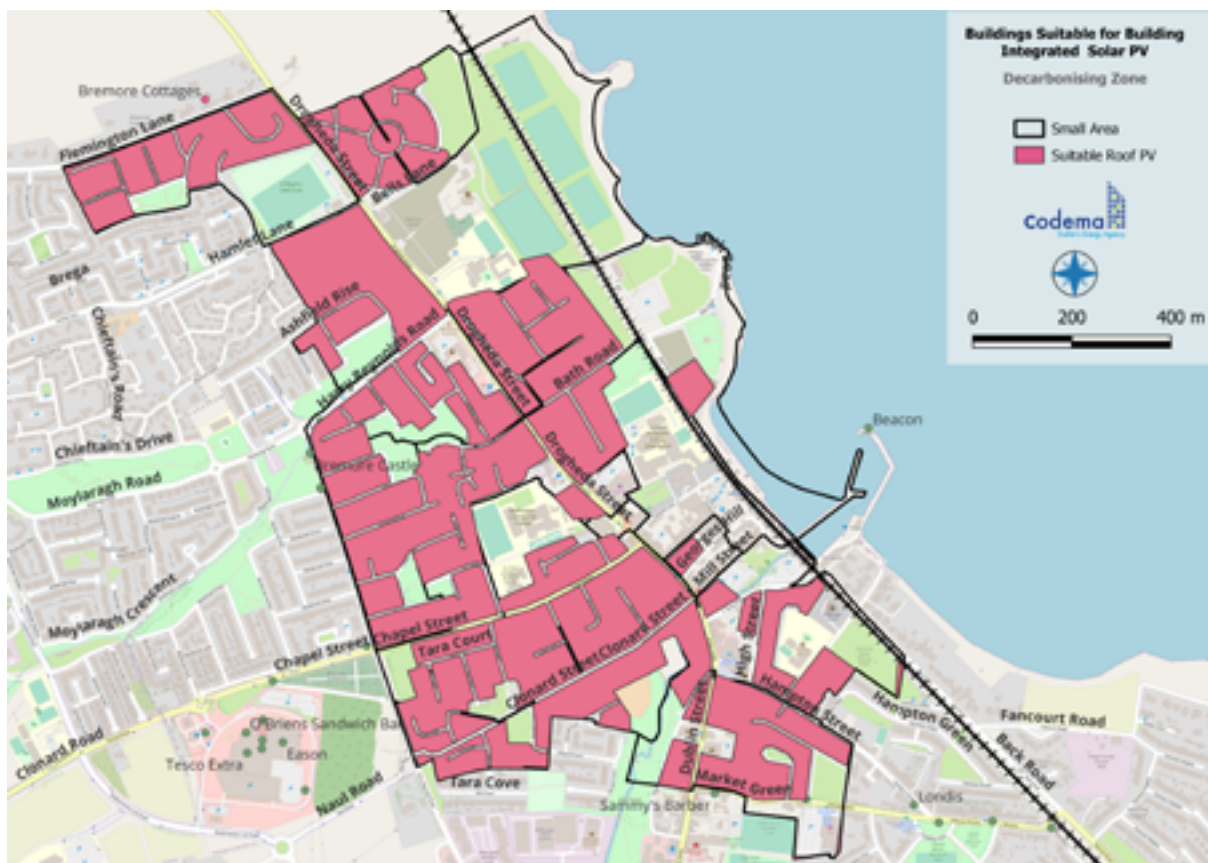 Buildings Suitable for Building
Integrated Solar PV
Decarbonising Zone
Small Area
Suitable Roof PV
codema
0 200 400 m
Bremore Cottages
Flemington Lane
Drogheda Street
Bells Lane
Hamlet Lane
Brega
Ashfield Rise
Chieftain's Roay
Harry Reynolds Road
Drogheda Street
Bath Road
Chieftain's Drive
Beacon
Bremore Castle
Moylaragh Road
Drogheda Street
Georges Hill
Mill Street
Moylaragh Crescent
Chapel Street
Chapel Street
Tara Court
Clonard Street
Clonard Street
High Street
Hampton Street
Hampton Green
Fancourt Road
O'Briens Sandwich Ba
Eason
Clonard Road
Tesco Extra
Dublin Street
Back Road
Naul Road
Tara Cove
Market Green
Sammy's Barber
Londis